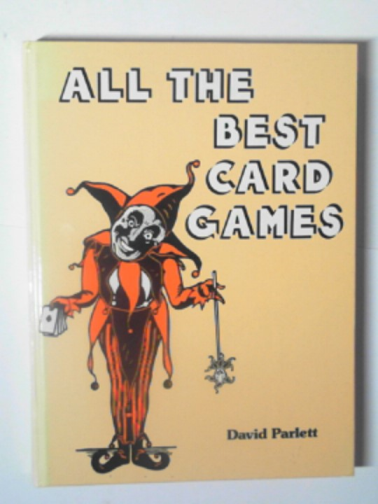 ALL THE
BEST
CARD
GAMES
David Parlett